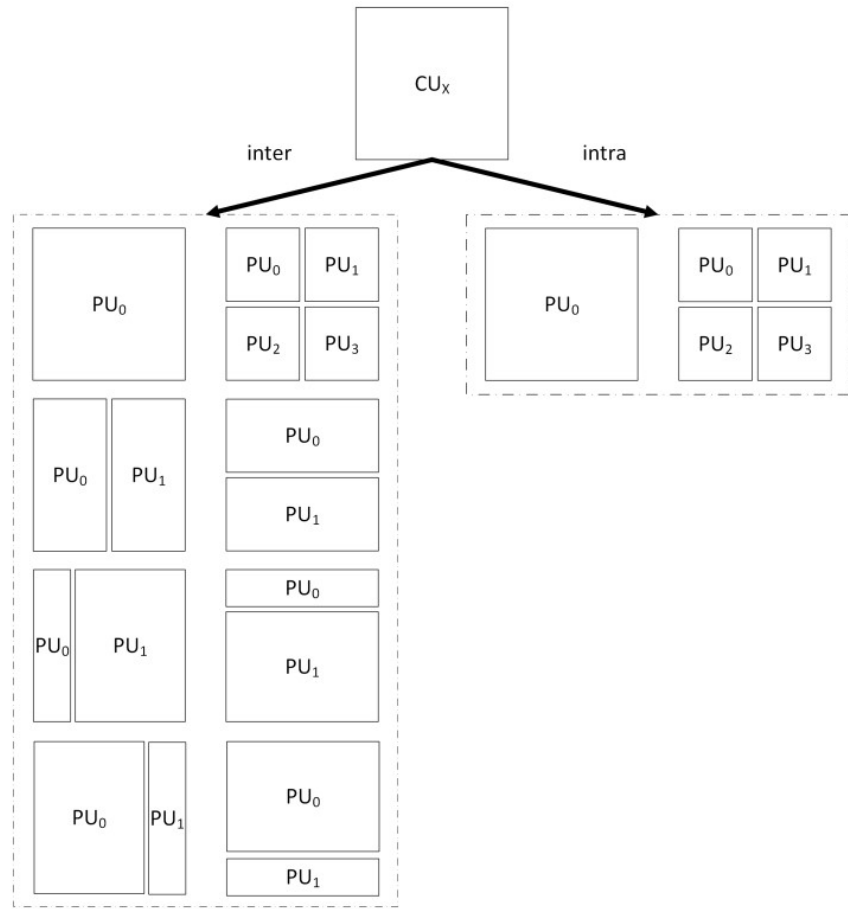 CUₓ
inter intra
PU₀ PU₀ PU₁ PU₀ PU₀ PU₁
PU₂ PU₃ PU₂ PU₃
PU₀ PU₁ PU₀
PU₁
PU₀ PU₁ PU₀
PU₁
PU₀ PU₁ PU₀
PU₁